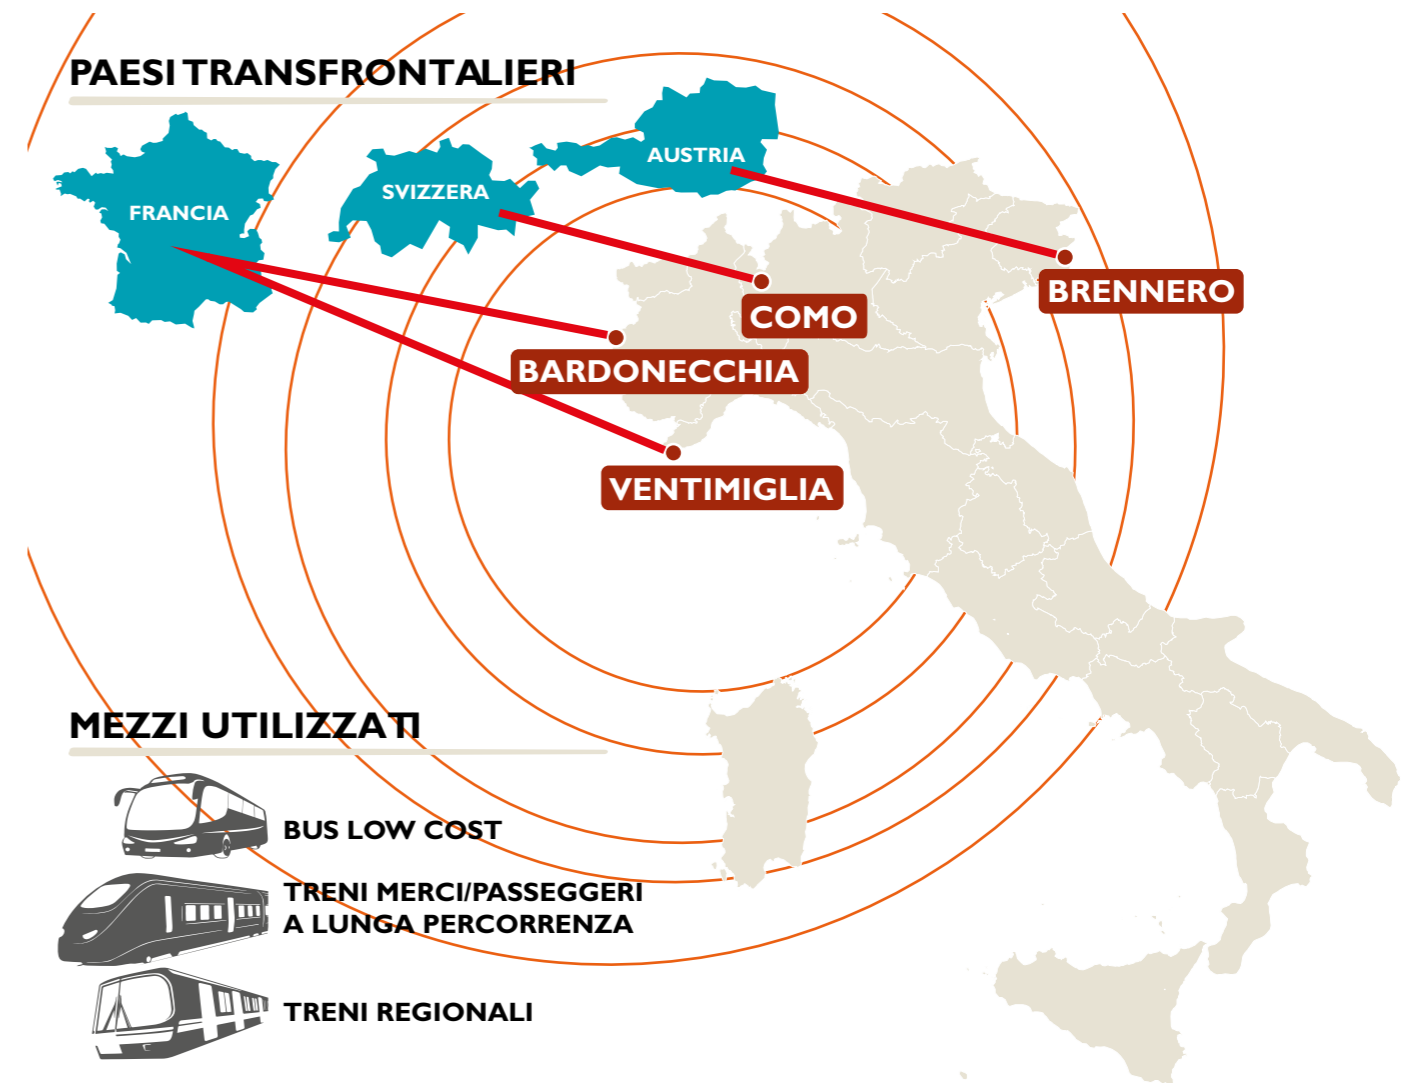 PAESI TRANSFRONTALIERI
AUSTRIA
SVIZZERA
FRANCIA
BRENNERO
COMO
BARDONECCHIA
VENTIMIGLIA
MEZZI UTILIZZATI
BUS LOW COST
TRENI MERCI/PASSEGGERI
A LUNGA PERCORRENZA
TRENI REGIONALI